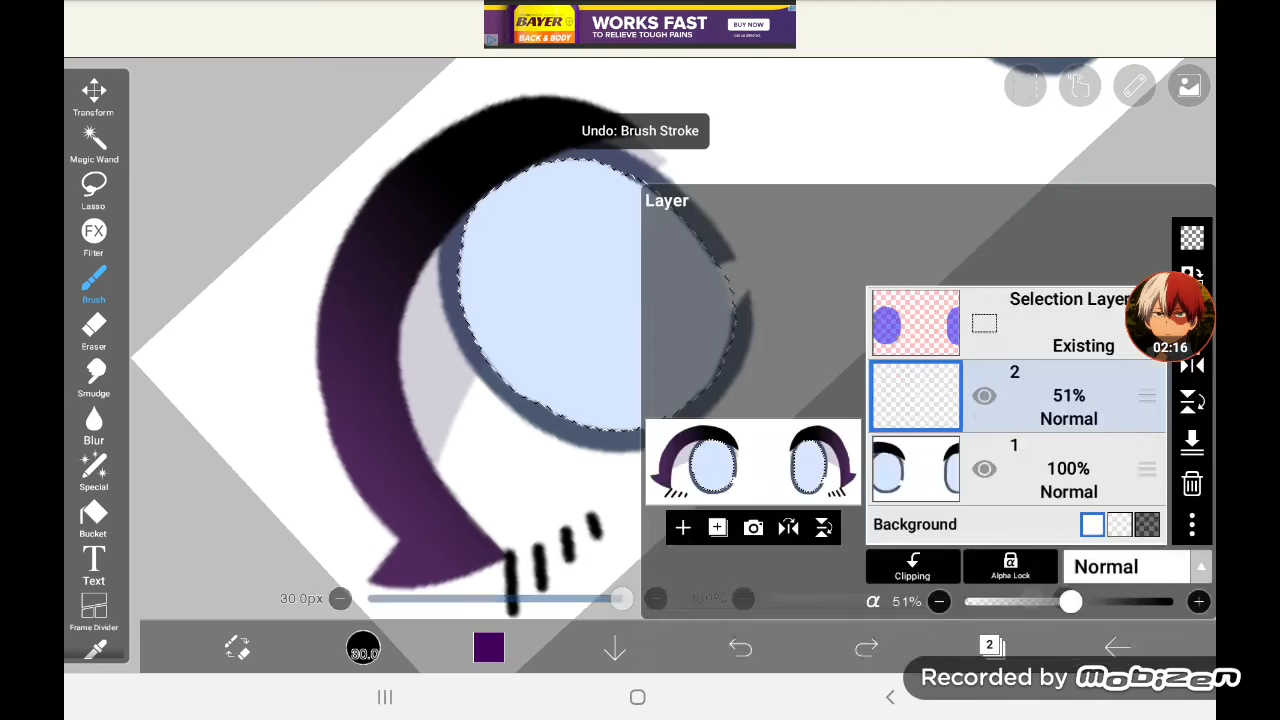 BAYER
BACK & BODY
WORKS FAST
TO RELIEVE TOUGH PAINS
BUY NOW
Transform
Magic Wand
Lasso
FX
Filter
Brush
Eraser
Smudge
Blur
Special
Bucket
T
Text
Frame Divider
Undo: Brush Stroke
Layer
Selection Layer
Existing
02:16
2
51%
Normal
1
100%
Normal
Background
Clipping
Alpha Lock
Normal
30.0px
100%
α 51%
30.0
2
Recorded by Mobizen